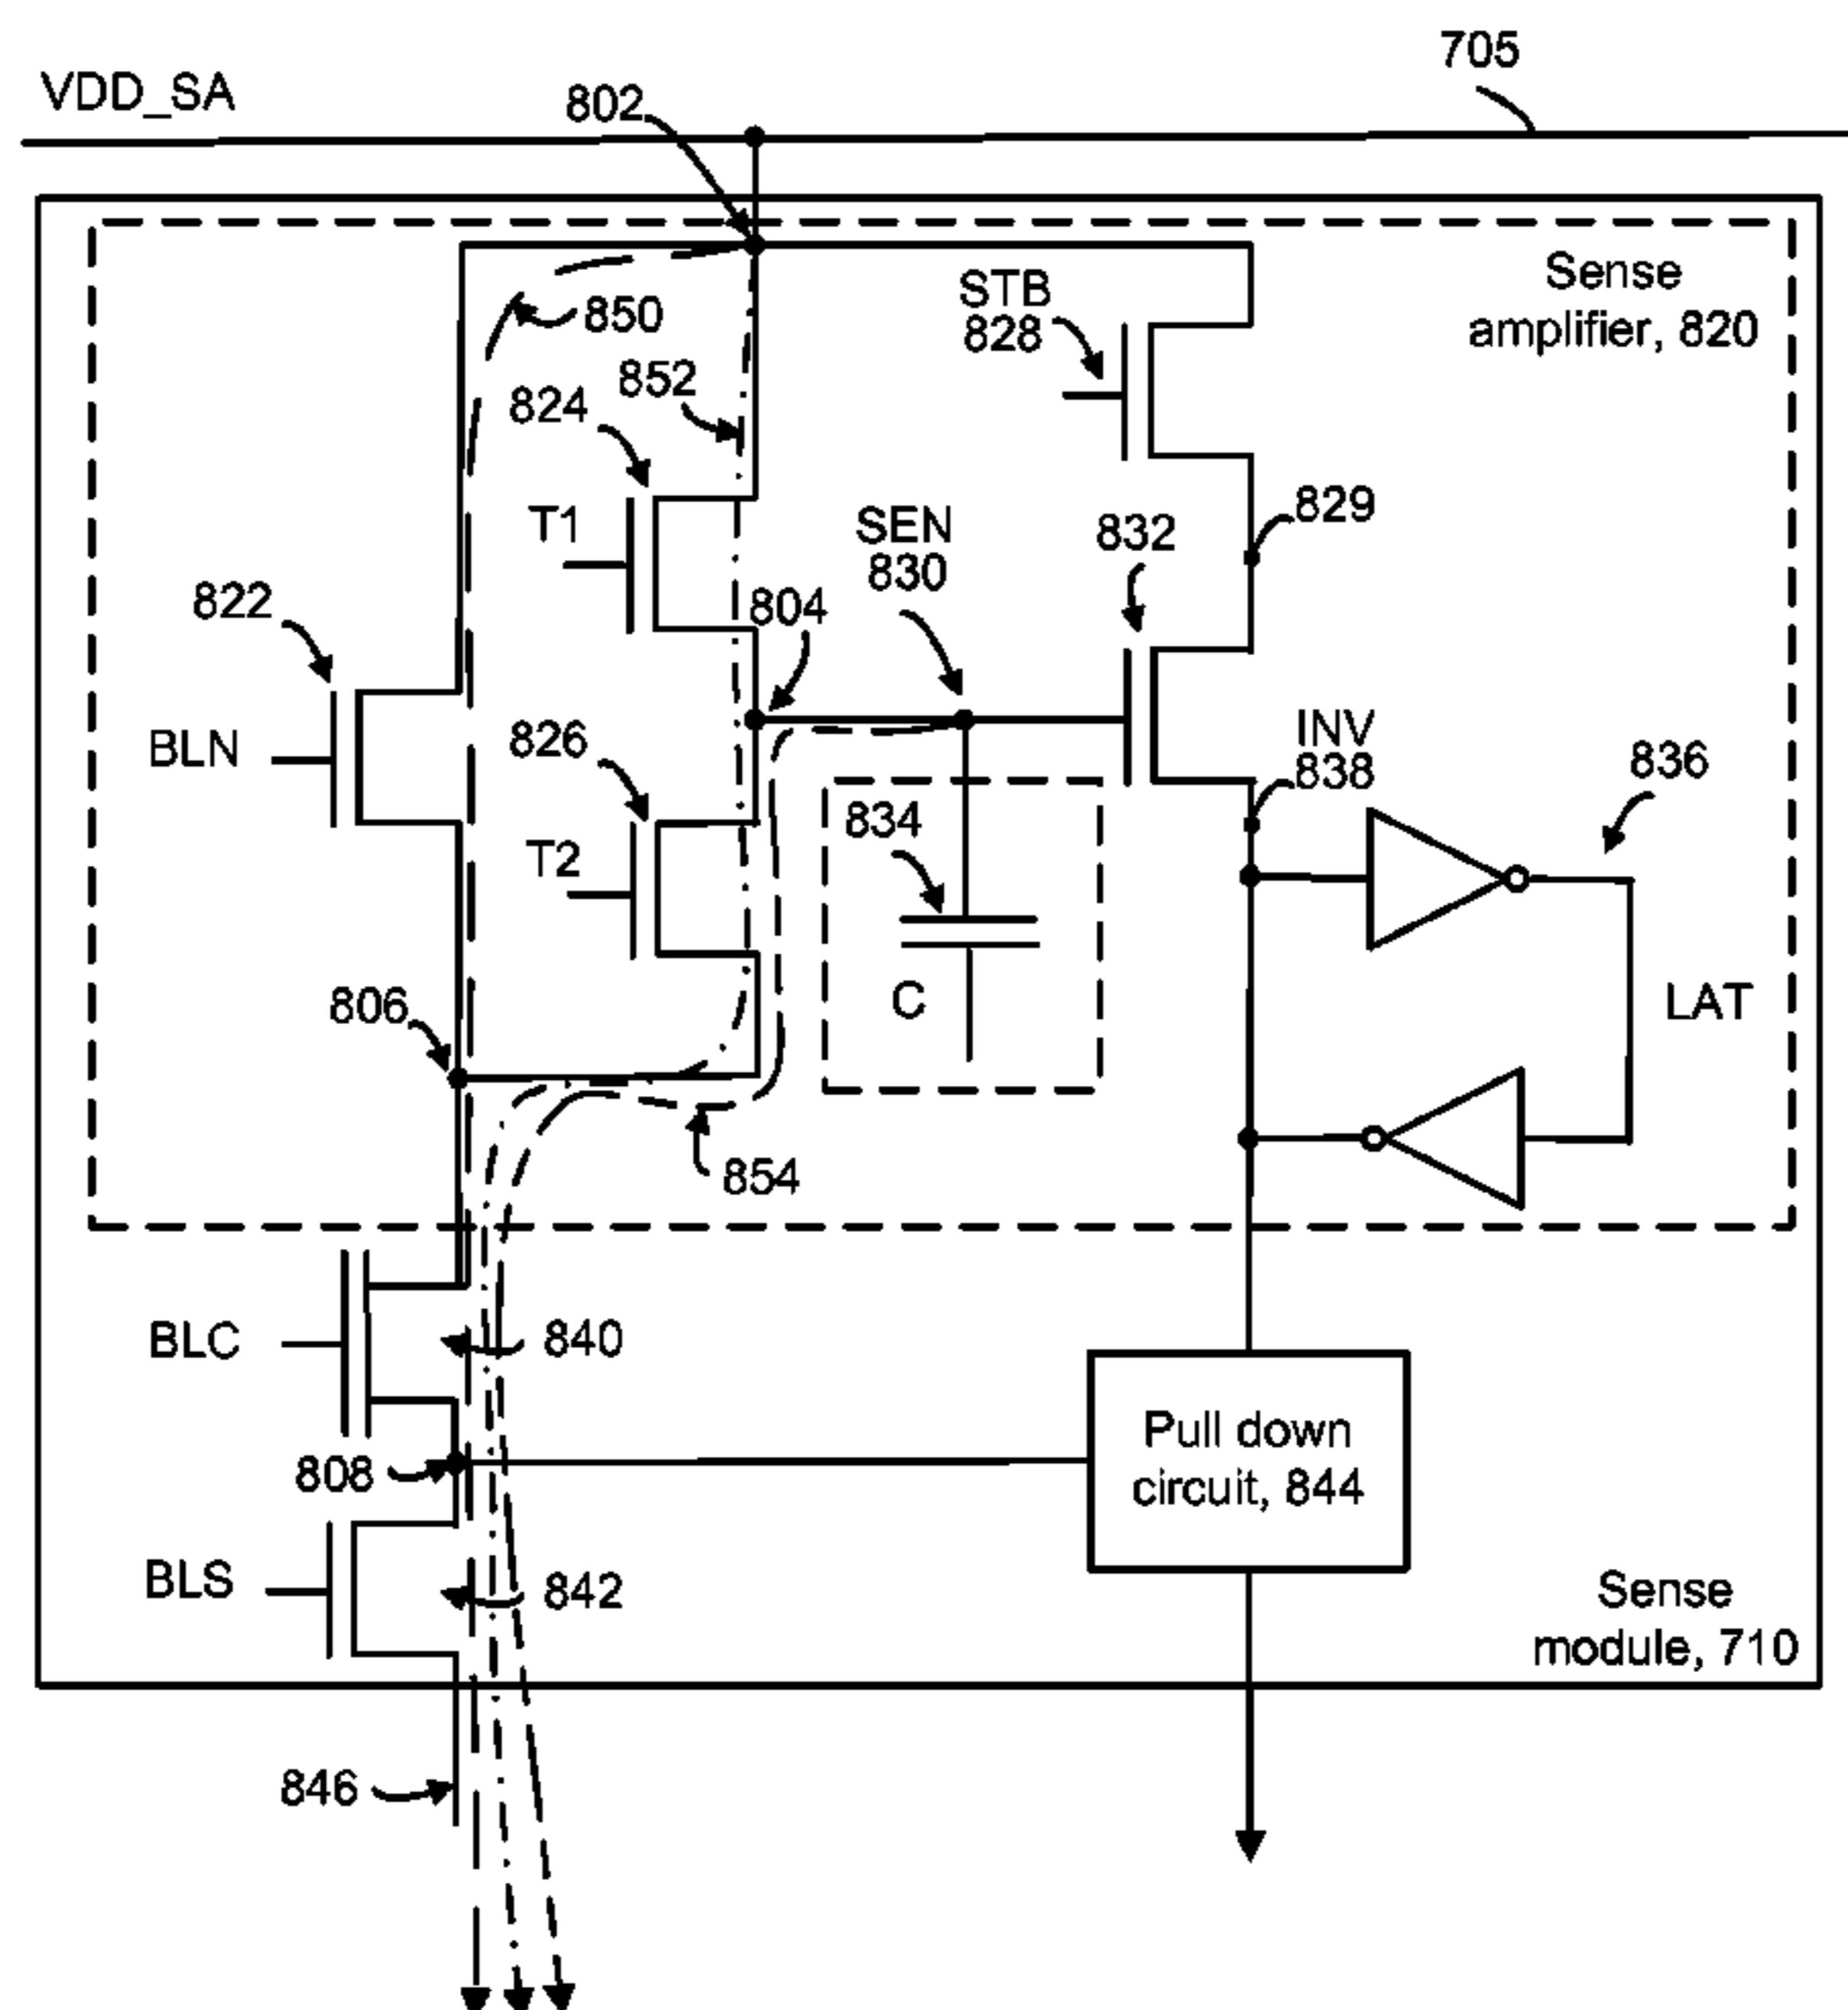 705
VDD_SA
802
Sense
amplifier, 820
STB
828
850
852
824
T1
SEN
830
829
832
822
804
BLN
826
INV
838
836
834
T2
C
806
LAT
854
BLC
840
808
Pull down
circuit, 844
BLS
842
Sense
module, 710
846